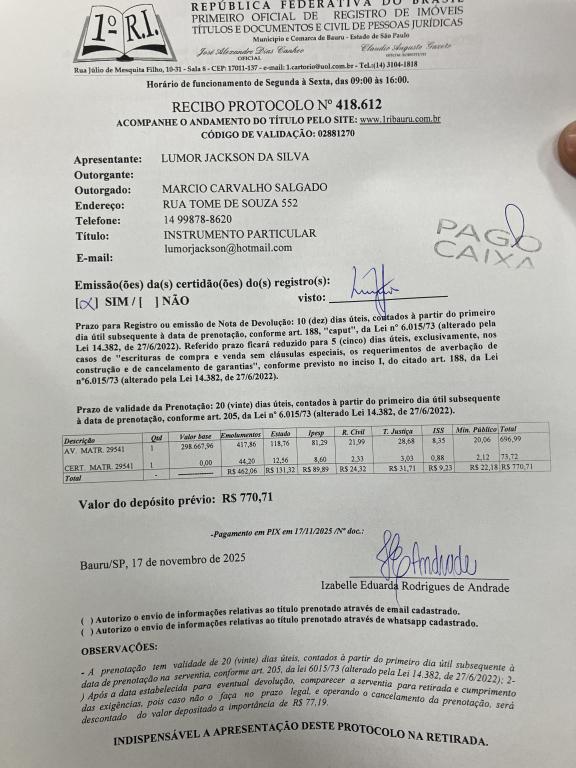 1º R.I.
REPÚBLICA FEDERATIVA DO BRASIL
PRIMEIRO OFICIAL DE REGISTRO DE IMÓVEIS
TÍTULOS E DOCUMENTOS E CIVIL DE PESSOAS JURÍDICAS
Município e Comarca de Bauru - Estado de São Paulo
José Alexandre Dias Canheo Claudio Augusto Gazeto
OFICIAL OFICIAL SUBSTITUTO
Rua Júlio de Mesquita Filho, 10-31 - Sala 8 - CEP: 17011-137 - e-mail: 1.cartorio@uol.com.br - Tel.:(14) 3104-1818
Horário de funcionamento de Segunda à Sexta, das 09:00 às 16:00.
RECIBO PROTOCOLO Nº 418.612
ACOMPANHE O ANDAMENTO DO TÍTULO PELO SITE: www.1ribauru.com.br
CÓDIGO DE VALIDAÇÃO: 02881270
Apresentante: LUMOR JACKSON DA SILVA
Outorgante:
Outorgado: MARCIO CARVALHO SALGADO
Endereço: RUA TOME DE SOUZA 552
Telefone: 14 99878-8620
Título: INSTRUMENTO PARTICULAR
E-mail: lumorjackson@hotmail.com
PAGO
CAIXA
Emissão(ões) da(s) certidão(ões) do(s) registro(s):
[X] SIM / [ ] NÃO visto:
Prazo para Registro ou emissão de Nota de Devolução: 10 (dez) dias úteis, contados à partir do primeiro
dia útil subsequente à data de prenotação, conforme art. 188, "caput", da Lei nº 6.015/73 (alterado pela
Lei 14.382, de 27/6/2022). Referido prazo ficará reduzido para 5 (cinco) dias úteis, exclusivamente, nos
casos de "escrituras de compra e venda sem cláusulas especiais, os requerimentos de averbação de
construção e de cancelamento de garantias", conforme previsto no inciso I, do citado art. 188, da Lei
nº6.015/73 (alterado pela Lei 14.382, de 27/6/2022).
Prazo de validade da Prenotação: 20 (vinte) dias úteis, contados à partir do primeiro dia útil subsequente
à data de prenotação, conforme art. 205, da Lei nº 6.015/73 (alterado pela Lei 14.382, de 27/6/2022).
Descrição Qtd Valor base Emolumentos Estado Ipesp R. Civil T. Justiça ISS Min. Público Total
AV. MATR. 29541 1 298.667,96 417,86 118,76 81,29 21,99 28,68 8,35 20,06 696,99
CERT. MATR. 29541 1 0,00 44,20 12,56 8,60 2,33 3,03 0,88 2,12 73,72
Total - ---------------- R$ 462,06 R$ 131,32 R$ 89,89 R$ 24,32 R$ 31,71 R$ 9,23 R$ 22,18 R$ 770,71
Valor do depósito prévio: R$ 770,71
-Pagamento em PIX em 17/11/2025 /Nº doc.:
Bauru/SP, 17 de novembro de 2025
Andrade
Izabelle Eduarda Rodrigues de Andrade
( ) Autorizo o envio de informações relativas ao título prenotado através de email cadastrado.
( ) Autorizo o envio de informações relativas ao título prenotado através de whatsapp cadastrado.
OBSERVAÇÕES:
- A prenotação tem validade de 20 (vinte) dias úteis, contados à partir do primeiro dia útil subsequente à
data de prenotação na serventia, conforme art. 205, da lei 6015/73 (alterado pela Lei 14.382, de 27/6/2022); 2-
) Após a data estabelecida para eventual devolução, comparecer a serventia para retirada e cumprimento
das exigências, pois caso não o faça no prazo legal, e operando o cancelamento da prenotação, será
descontado do valor depositado a importância de R$ 77,19.
INDISPENSÁVEL A APRESENTAÇÃO DESTE PROTOCOLO NA RETIRADA.